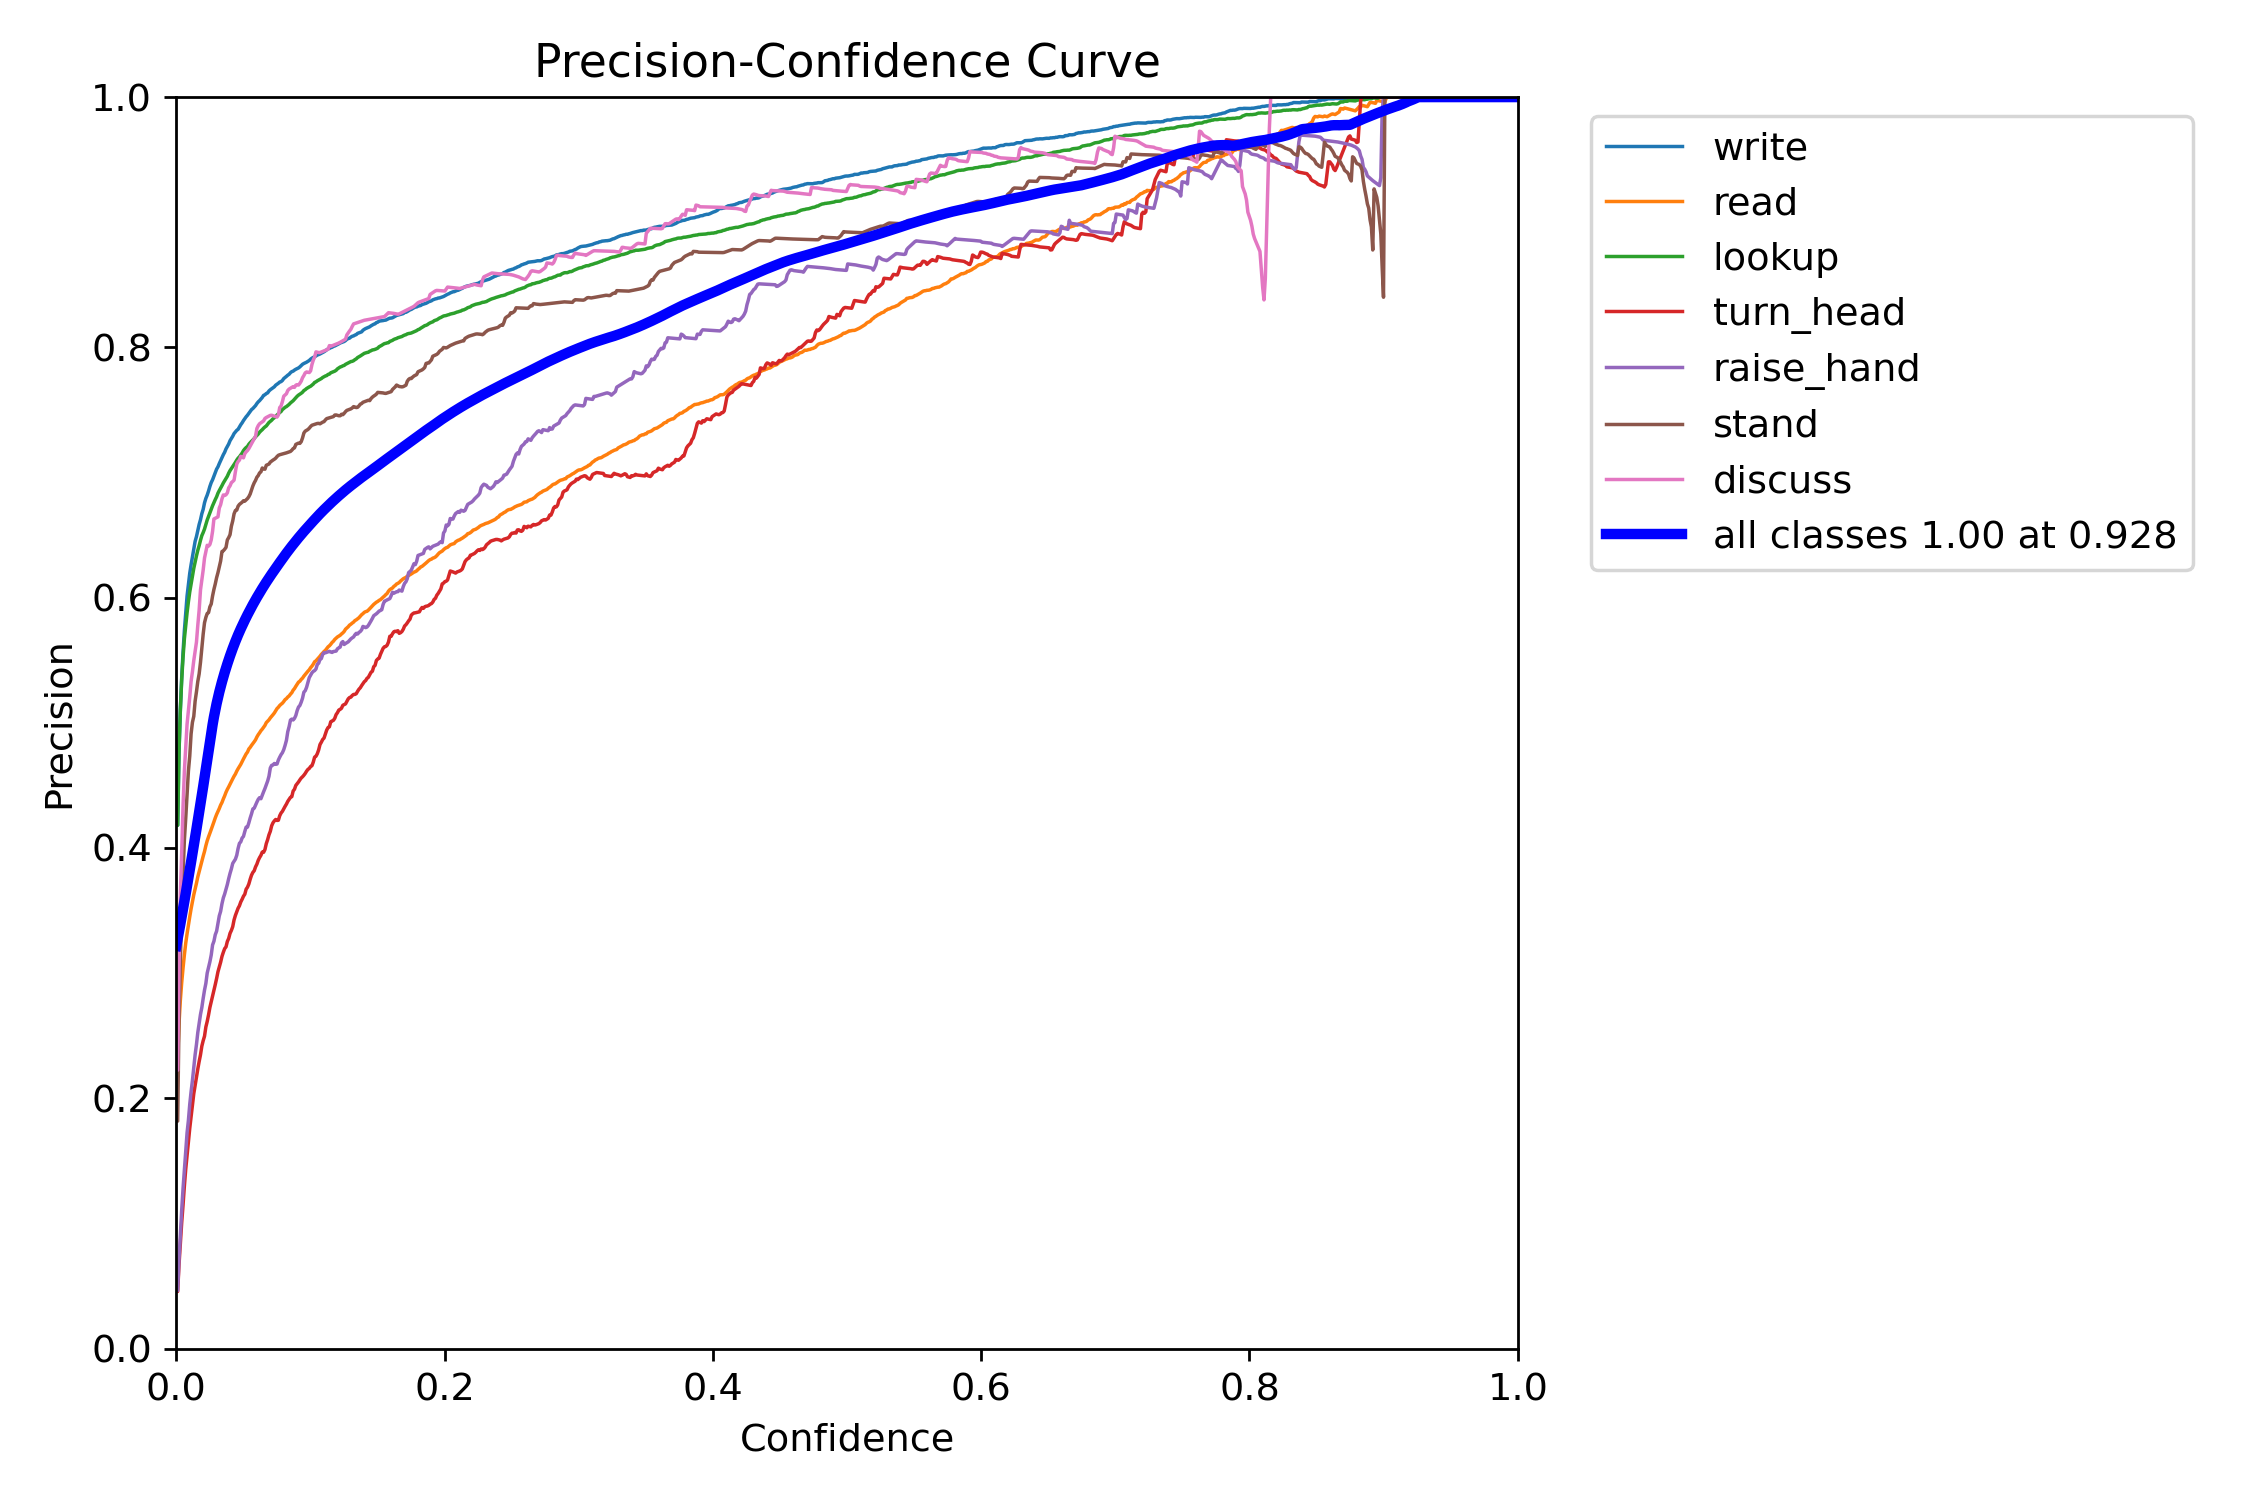 Precision-Confidence Curve
1.0
0.8
0.6
0.4
0.2
0.0
Precision
0.0 0.2 0.4 0.6 0.8 1.0
Confidence
write
read
lookup
turn_head
raise_hand
stand
discuss
all classes 1.00 at 0.928